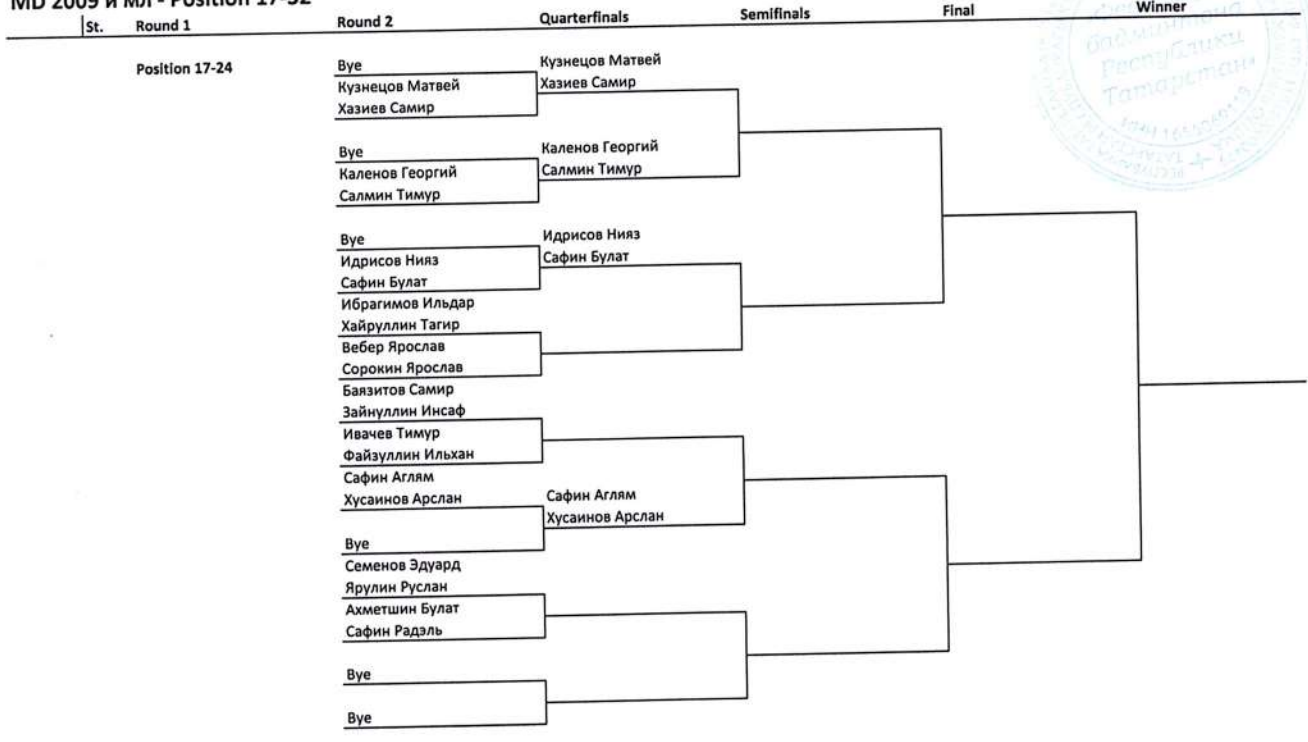 MD 2009 и мл - Position 17-32
St. Round 1 Round 2 Quarterfinals Semifinals Final Winner
Position 17-24
Bye
Кузнецов Матвей
Хазиев Самир
Bye
Каленов Георгий
Салмин Тимур
Bye
Идрисов Нияз
Сафин Булат
Ибрагимов Ильдар
Хайруллин Тагир
Вебер Ярослав
Сорокин Ярослав
Баязитов Самир
Зайнуллин Инсаф
Ивачев Тимур
Файзуллин Ильхан
Сафин Аглям
Хусаинов Арслан
Bye
Семенов Эдуард
Ярулин Руслан
Ахметшин Булат
Сафин Радэль
Bye
Bye
Кузнецов Матвей
Хазиев Самир
Каленов Георгий
Салмин Тимур
Идрисов Нияз
Сафин Булат
Сафин Аглям
Хусаинов Арслан
бадминтона
Республики
Татарстан